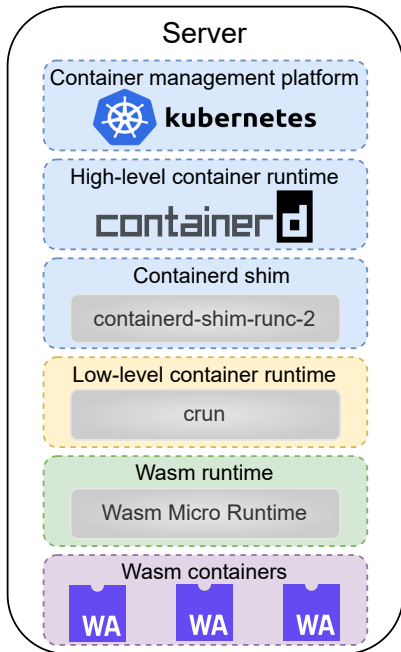 Server
Container management platform
kubernetes
High-level container runtime
containerd
Containerd shim
containerd-shim-runc-2
Low-level container runtime
crun
Wasm runtime
Wasm Micro Runtime
Wasm containers
WA WA WA